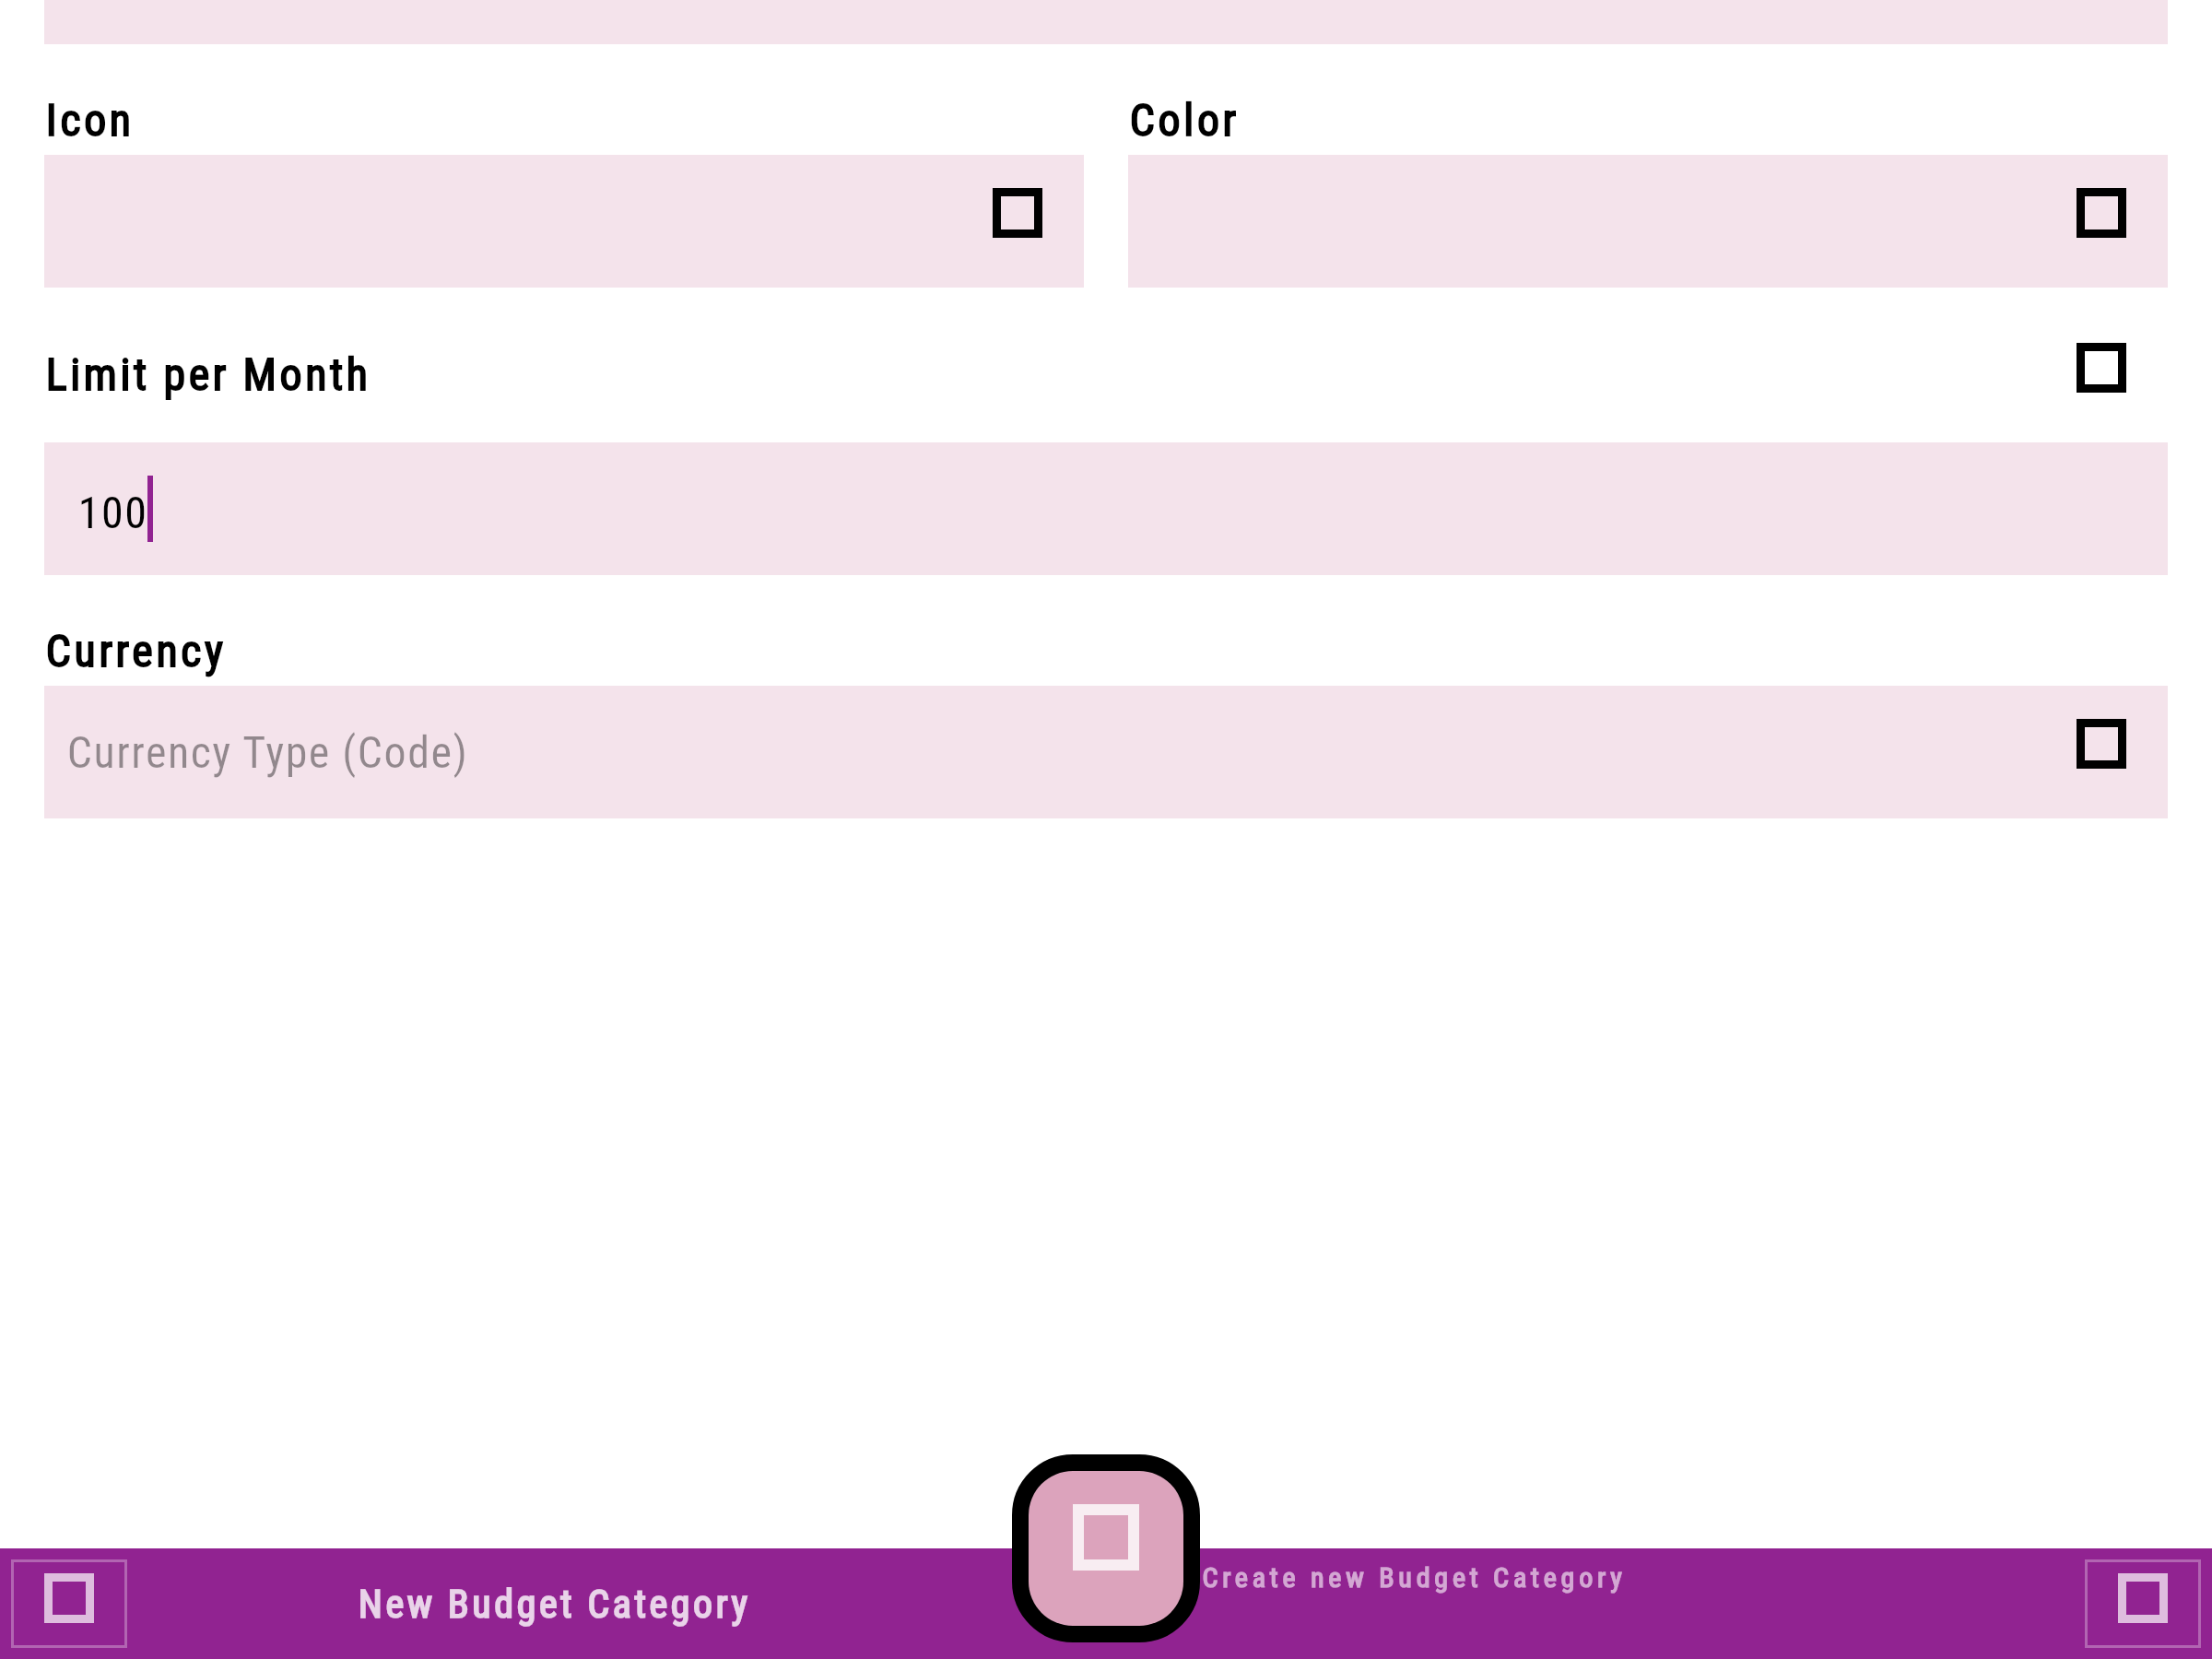 Icon
Color
Limit per Month
100
Currency
Currency Type (Code)
New Budget Category
Create new Budget Category